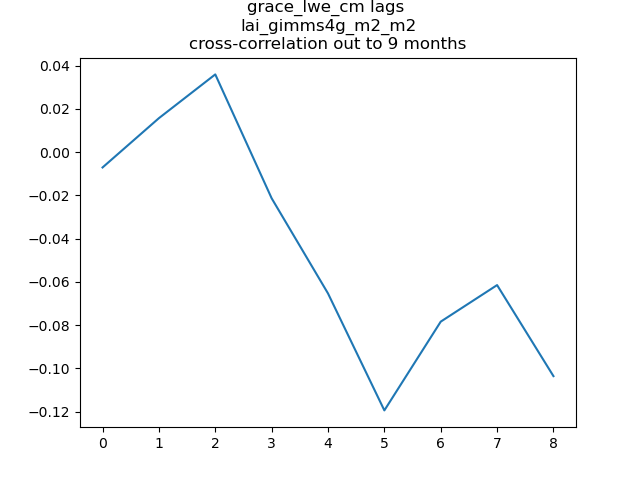 grace_lwe_cm lags
lai_gimms4g_m2_m2
cross-correlation out to 9 months
0.04
0.02
0.00
−0.02
−0.04
−0.06
−0.08
−0.10
−0.12
0 1 2 3 4 5 6 7 8